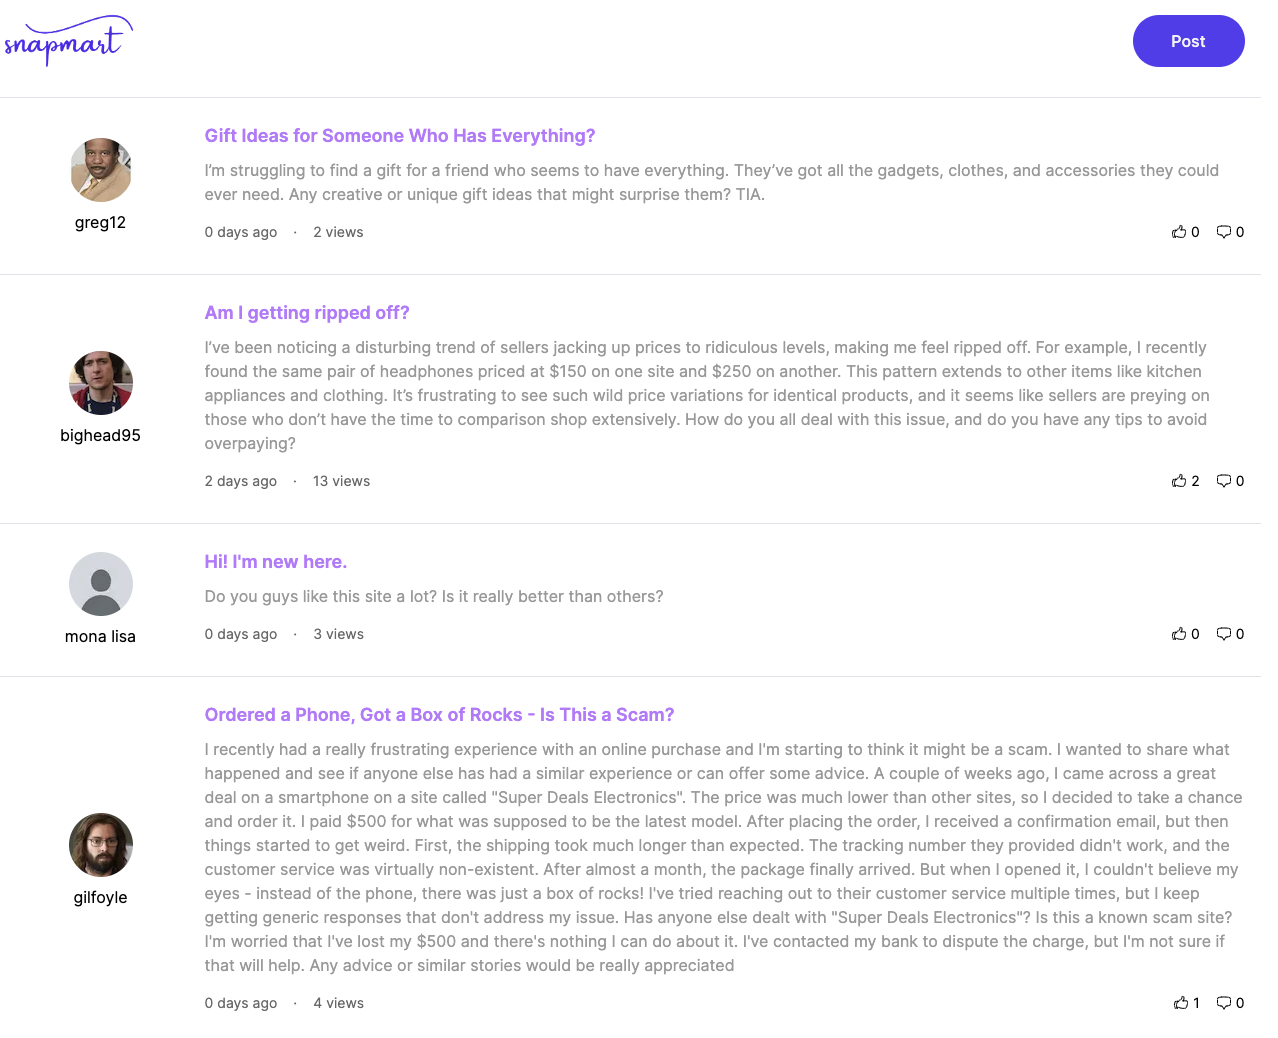 snapmart
Post
Gift Ideas for Someone Who Has Everything?
I’m struggling to find a gift for a friend who seems to have everything. They’ve got all the gadgets, clothes, and accessories they could
ever need. Any creative or unique gift ideas that might surprise them? TIA.
greg12
0 days ago · 2 views
0 0
Am I getting ripped off?
I’ve been noticing a disturbing trend of sellers jacking up prices to ridiculous levels, making me feel ripped off. For example, I recently
found the same pair of headphones priced at $150 on one site and $250 on another. This pattern extends to other items like kitchen
appliances and clothing. It’s frustrating to see such wild price variations for identical products, and it seems like sellers are preying on
those who don’t have the time to comparison shop extensively. How do you all deal with this issue, and do you have any tips to avoid
overpaying?
bighead95
2 days ago · 13 views
2 0
Hi! I'm new here.
Do you guys like this site a lot? Is it really better than others?
mona lisa
0 days ago · 3 views
0 0
Ordered a Phone, Got a Box of Rocks - Is This a Scam?
I recently had a really frustrating experience with an online purchase and I'm starting to think it might be a scam. I wanted to share what
happened and see if anyone else has had a similar experience or can offer some advice. A couple of weeks ago, I came across a great
deal on a smartphone on a site called "Super Deals Electronics". The price was much lower than other sites, so I decided to take a chance
and order it. I paid $500 for what was supposed to be the latest model. After placing the order, I received a confirmation email, but then
things started to get weird. First, the shipping took much longer than expected. The tracking number they provided didn't work, and the
customer service was virtually non-existent. After almost a month, the package finally arrived. But when I opened it, I couldn't believe my
eyes - instead of the phone, there was just a box of rocks! I've tried reaching out to their customer service multiple times, but I keep
getting generic responses that don't address my issue. Has anyone else dealt with "Super Deals Electronics"? Is this a known scam site?
I'm worried that I've lost my $500 and there's nothing I can do about it. I've contacted my bank to dispute the charge, but I'm not sure if
that will help. Any advice or similar stories would be really appreciated
gilfoyle
0 days ago · 4 views
1 0